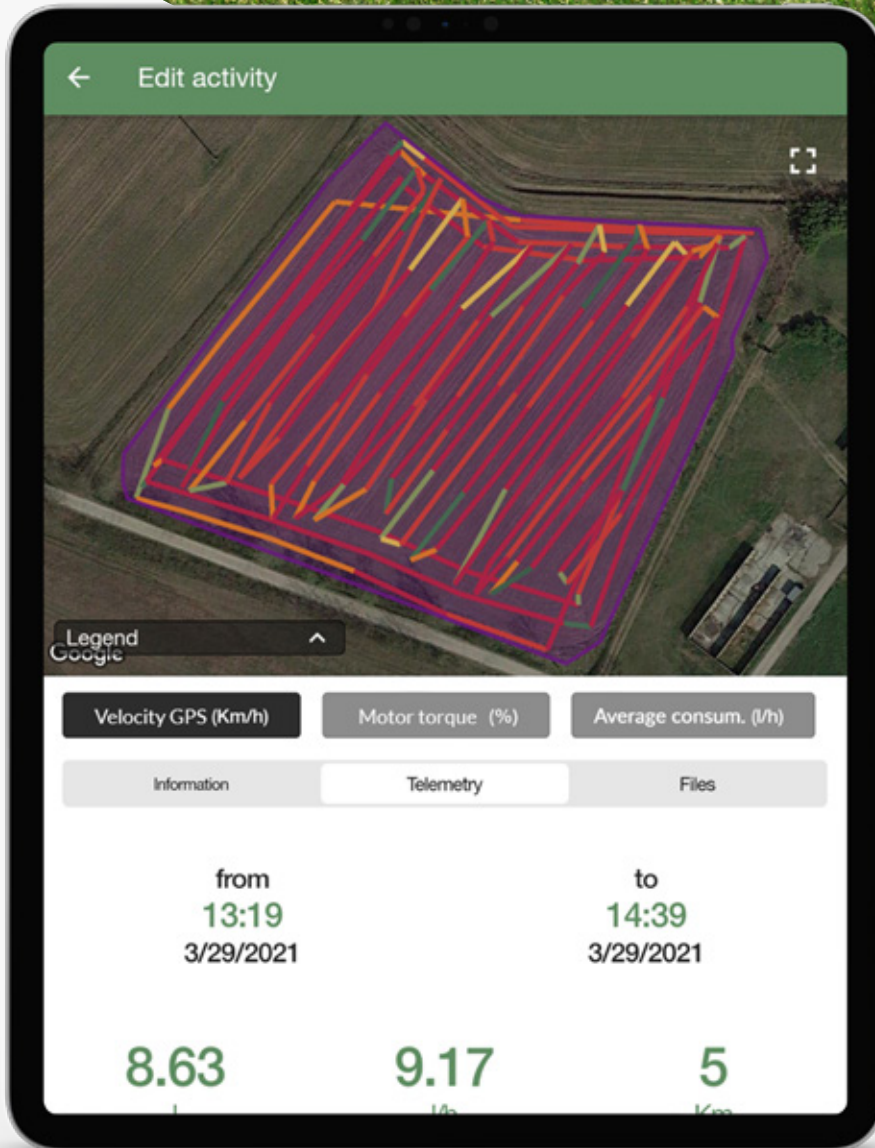 Edit activity
Legend
Google
Velocity GPS (Km/h)
Motor torque (%)
Average consum. (l/h)
Information
Telemetry
Files
from
to
13:19
14:39
3/29/2021
3/29/2021
8.63
9.17
5
l/h
Km